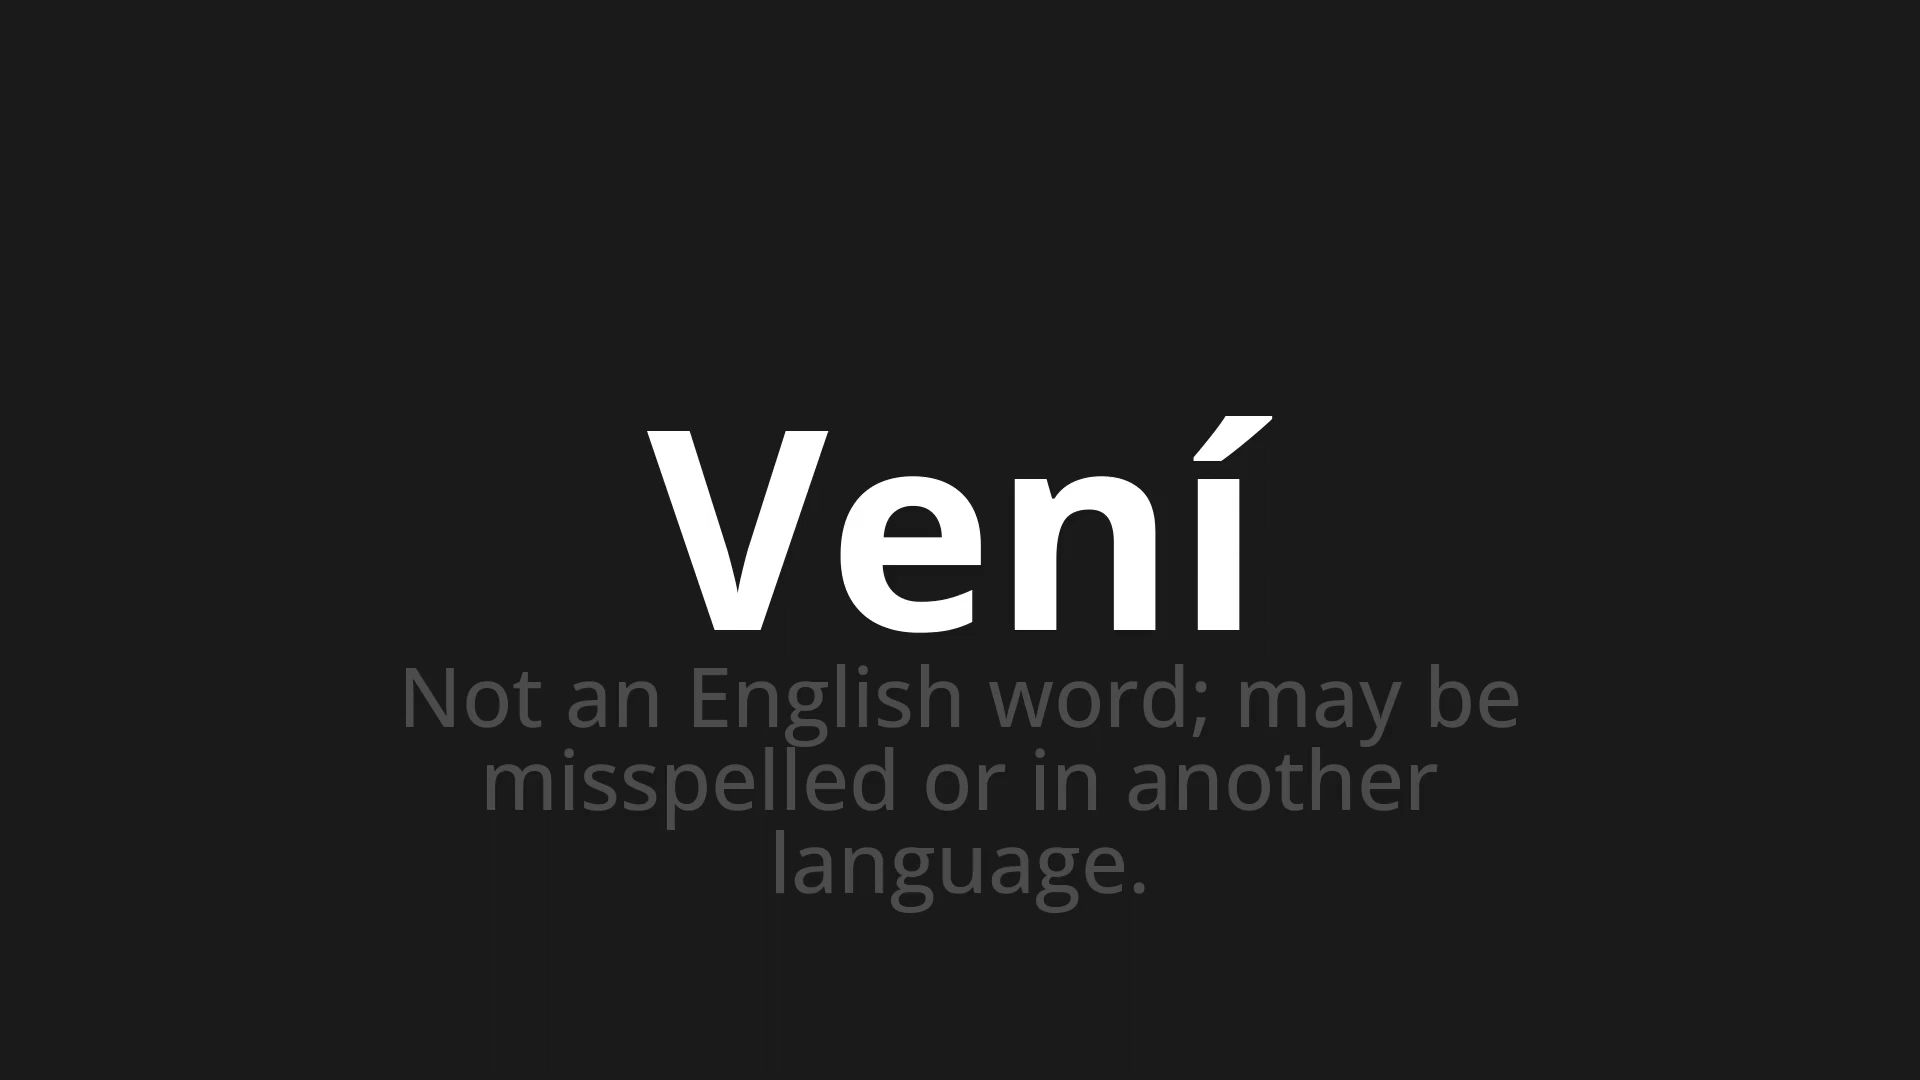 Vení
Not an English word; may be
misspelled or in another
language.